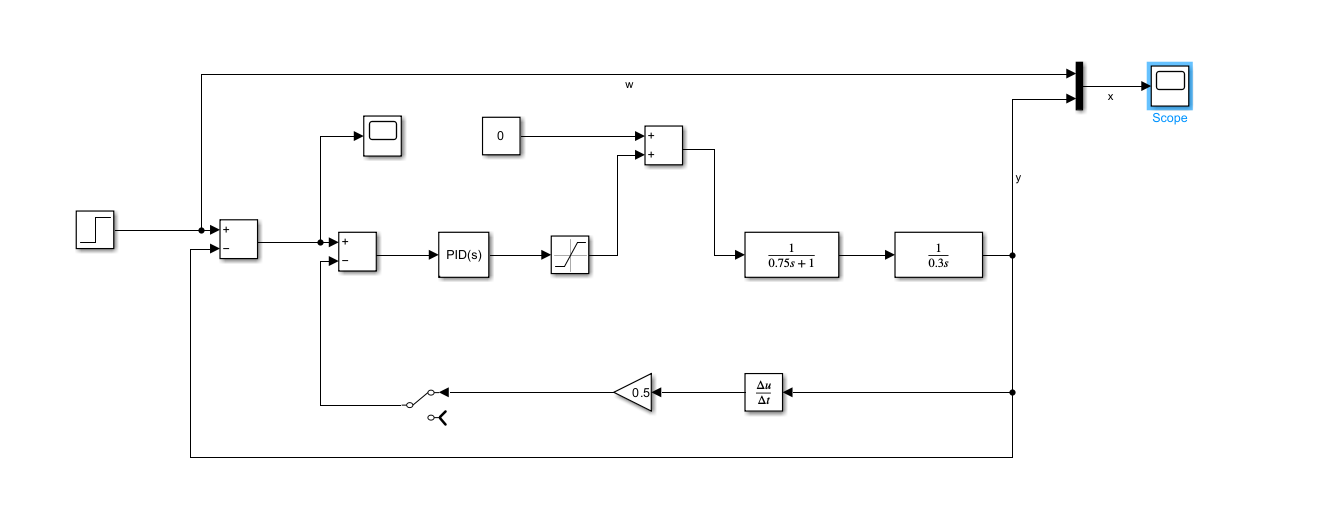 w
x
Scope
0
+
+
y
+
−
+
−
PID(s)
1
0.75s + 1
1
0.3s
0.5
Δu
Δt